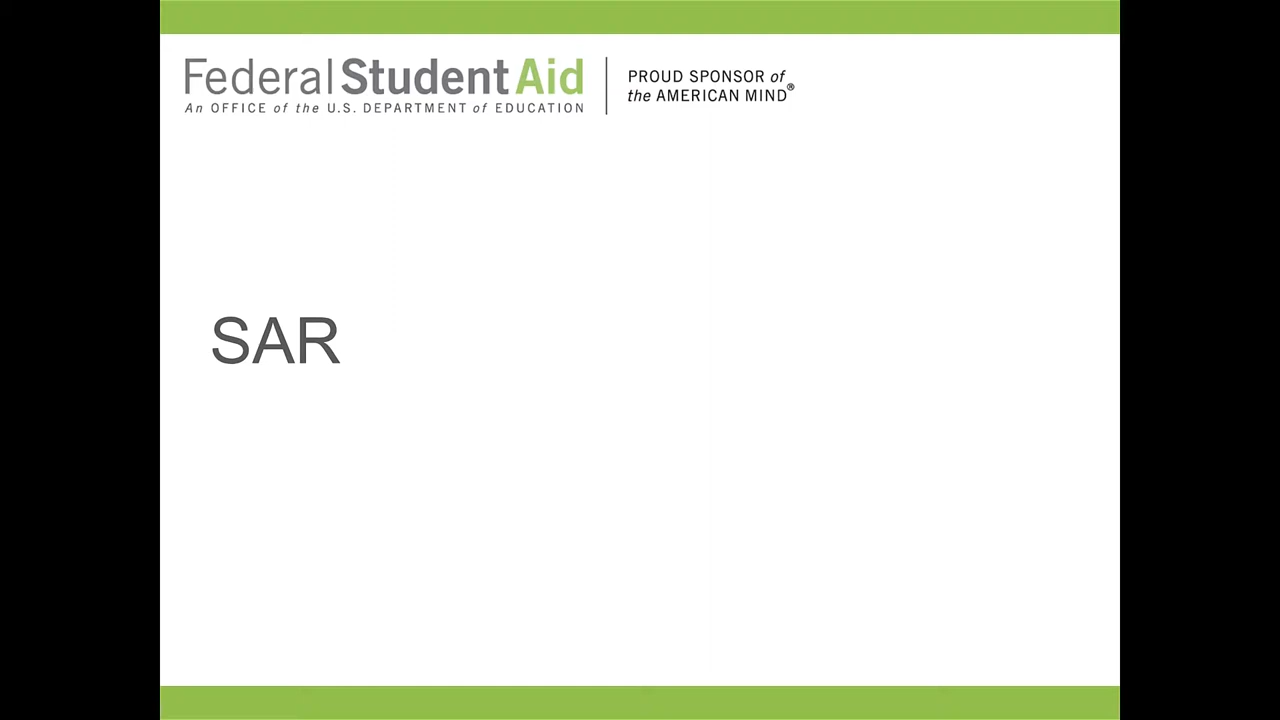 Federal Student Aid
An OFFICE of the U.S. DEPARTMENT of EDUCATION
PROUD SPONSOR of
the AMERICAN MIND®
SAR